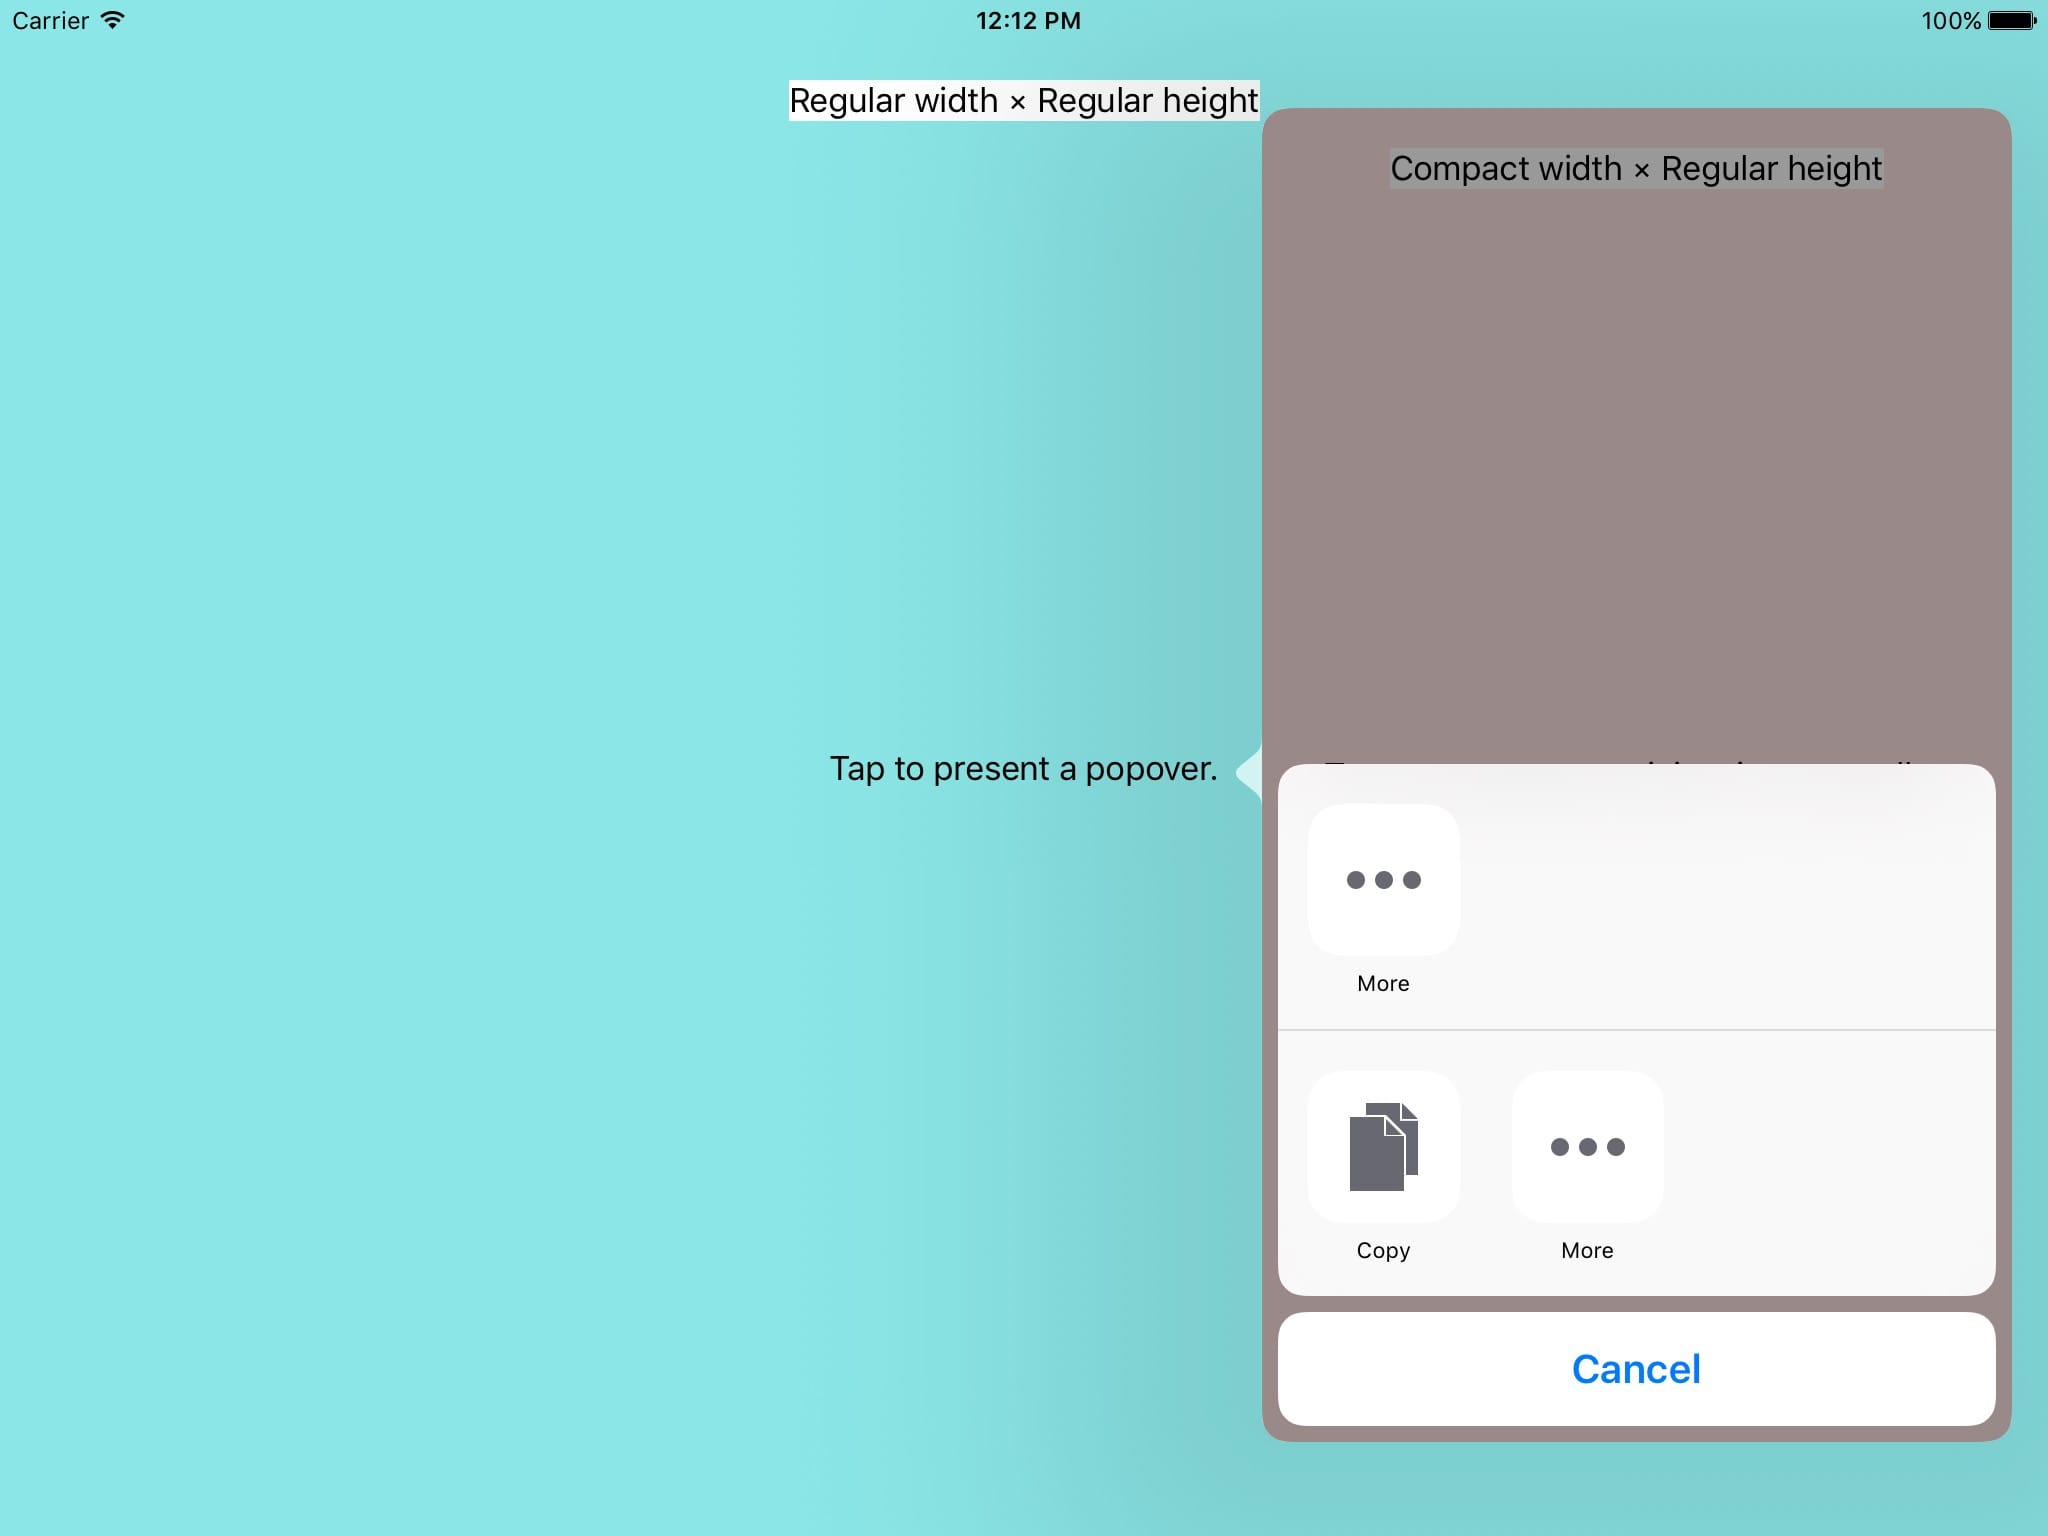 Carrier
12:12 PM
100%
Regular width × Regular height
Compact width × Regular height
Tap to present a popover.
More
Copy
More
Cancel